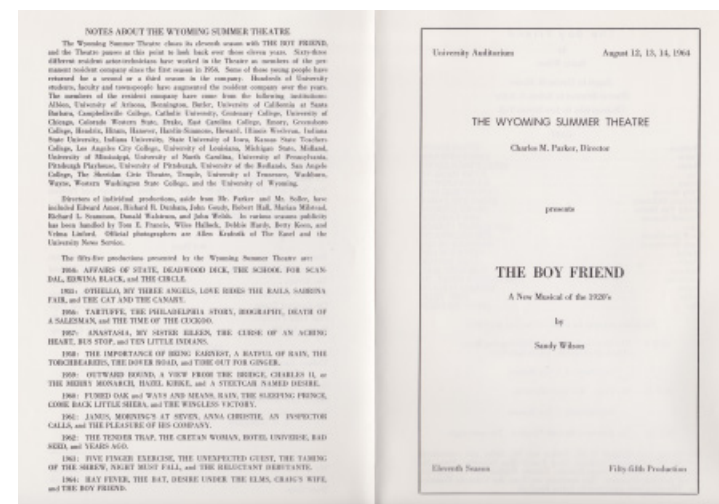 NOTES ABOUT THE WYOMING SUMMER THEATRE
The Wyoming Summer Theatre closes its eleventh season with THE BOY FRIEND,
and the Theatre pauses at this point to look back over those eleven years. Sixty-three
different resident actor-technicians have worked in the Theatre as members of the per-
manent resident company since the first season in 1954. Some of these young people have
returned for a second or a third season in the company. Hundreds of University
students, faculty and townspeople have augmented the resident company over the years.
The members of the resident company have come from the following institutions:
Albion, University of Arizona, Bennington, Butler, University of California at Santa
Barbara, Campbellsville College, Catholic University, Centenary College, University of
Chicago, Colorado Western State, Drake, East Carolina College, Emory, Greensboro
College, Hendrix, Hiram, Hanover, Hardin-Simmons, Howard, Illinois Wesleyan, Indiana
State University, Indiana University, State University of Iowa, Kansas State Teachers
College, Los Angeles City College, University of Louisiana, Michigan State, Midland,
University of Mississippi, University of North Carolina, University of Pennsylvania,
Pittsburgh Playhouse, University of Pittsburgh, University of the Redlands, San Angelo
College, The Sheridan Civic Theatre, Temple, University of Tennessee, Washburn,
Wayne, Western Washington State College, and the University of Wyoming.
Directors of individual productions, aside from Mr. Parker and Mr. have
included Edward Richard R. Dunham, John Robert Hall, Marian
Richard L. Donald and John Welsh. In various seasons publicity
has been handled by Tom E. Francis, Wilse Debbie Hardy, Betty and
Velma Linford. Official photographers are Allen of The Easel and the
University News Service.
The fifty-five productions presented by the Wyoming Summer Theatre are:
1954: AFFAIRS OF STATE, DEADWOOD DICK, THE SCHOOL FOR SCAN-
DAL, EDWINA BLACK, and THE CIRCLE.
1955: OTHELLO, MY THREE ANGELS, LOVE RIDES THE RAILS, SABRINA
FAIR, and THE CAT AND THE CANARY.
1956: TARTUFFE, THE PHILADELPHIA STORY, BIOGRAPHY, DEATH OF
A SALESMAN, and THE TIME OF THE CUCKOO.
1957: ANASTASIA, MY SISTER EILEEN, THE CURSE OF AN ACHING
HEART, BUS STOP, and TEN LITTLE INDIANS.
1958: THE IMPORTANCE OF BEING EARNEST, A HATFUL OF RAIN, THE
TORCHBEARERS, THE DOVER ROAD, and TIME OUT FOR GINGER.
1959: OUTWARD BOUND, A VIEW FROM THE BRIDGE, CHARLES II, or
THE MERRY MONARCH, HAZEL KIRKE, and A STREETCAR NAMED DESIRE.
1960: FUMED OAK and WAYS AND MEANS, RAIN, THE SLEEPING PRINCE,
COME BACK LITTLE SHEBA, and THE WINGLESS VICTORY.
1961: JANUS, MORNING'S AT SEVEN, ANNA CHRISTIE, AN INSPECTOR
CALLS, and THE PLEASURE OF HIS COMPANY.
1962: THE TENDER TRAP, THE CRETAN WOMAN, HOTEL UNIVERSE, BAD
SEED, and YEARS AGO.
1963: FIVE FINGER EXERCISE, THE UNEXPECTED GUEST, THE TAMING
OF THE SHREW, NIGHT MUST FALL, and THE RELUCTANT DEBUTANTE.
1964: HAY FEVER, THE BAT, DESIRE UNDER THE ELMS, CRAIG'S WIFE,
and THE BOY FRIEND.
University Auditorium
August 12, 13, 14, 1964
THE WYOMING SUMMER THEATRE
Charles M. Parker, Director
presents
THE BOY FRIEND
A New Musical of the 1920's
by
Sandy Wilson
Eleventh Season
Fifty-fifth Production